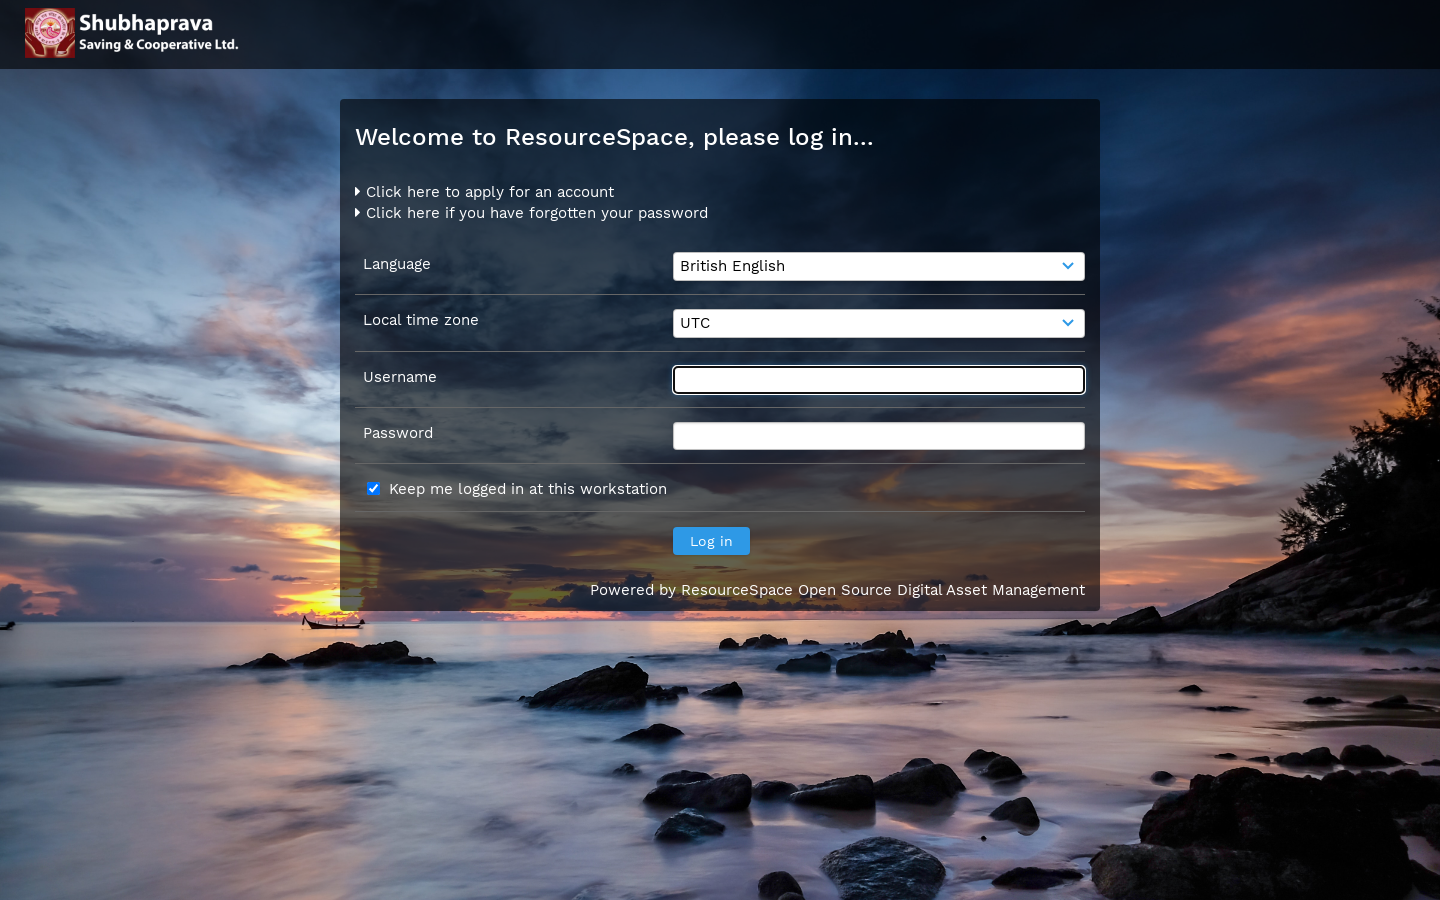 Shubhaprava
Saving & Cooperative Ltd.
Welcome to ResourceSpace, please log in...
Click here to apply for an account
Click here if you have forgotten your password
Language
British English
Local time zone
UTC
Username
Password
Keep me logged in at this workstation
Log in
Powered by ResourceSpace Open Source Digital Asset Management